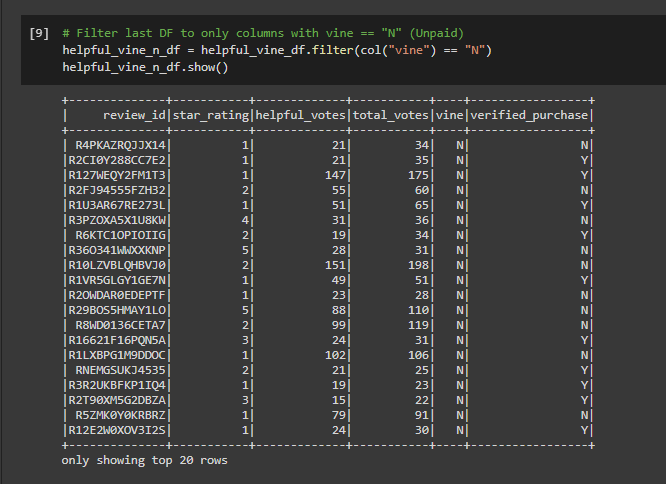 [9] # Filter last DF to only columns with vine == "N" (Unpaid)
helpful_vine_n_df = helpful_vine_df.filter(col("vine") == "N")
helpful_vine_n_df.show()
+--------------+-----------+-------------+-----------+----+-----------------+
|     review_id|star_rating|helpful_votes|total_votes|vine|verified_purchase|
+--------------+-----------+-------------+-----------+----+-----------------+
| R4PKAZRQJJX14|          1|           21|         34|   N|                N|
|R2CI0Y288CC7E2|          1|           21|         35|   N|                Y|
|R127WEQY2FM1T3|          1|          147|        175|   N|                Y|
|R2FJ94555FZH32|          2|           55|         60|   N|                N|
|R1U3AR67RE273L|          1|           51|         65|   N|                Y|
|R3PZOXA5X1U8KW|          4|           31|         36|   N|                N|
| R6KTC1OPIOIIG|          2|           19|         34|   N|                Y|
|R36O341WWXXKNP|          5|           28|         31|   N|                N|
|R10LZVBLQHBVJ0|          2|          151|        198|   N|                N|
|R1VR5GLGY1GE7N|          1|           49|         51|   N|                Y|
|R2OWDAR0EDEPTF|          1|           23|         28|   N|                N|
|R29BOS5HMAY1LO|          5|           88|        110|   N|                N|
| R8WD0136CETA7|          2|           99|        119|   N|                N|
|R16621F16PQN5A|          3|           24|         31|   N|                Y|
|R1LXBPG1M9DDOC|          1|          102|        106|   N|                N|
| RNEMGSUKJ4535|          2|           21|         25|   N|                Y|
|R3R2UKBFKP1IQ4|          1|           19|         23|   N|                Y|
|R2T90XM5G2DBZA|          3|           15|         22|   N|                Y|
| R5ZMK0Y0KRBRZ|          1|           79|         91|   N|                N|
|R12E2W0XOV3I2S|          1|           24|         30|   N|                Y|
+--------------+-----------+-------------+-----------+----+-----------------+
only showing top 20 rows